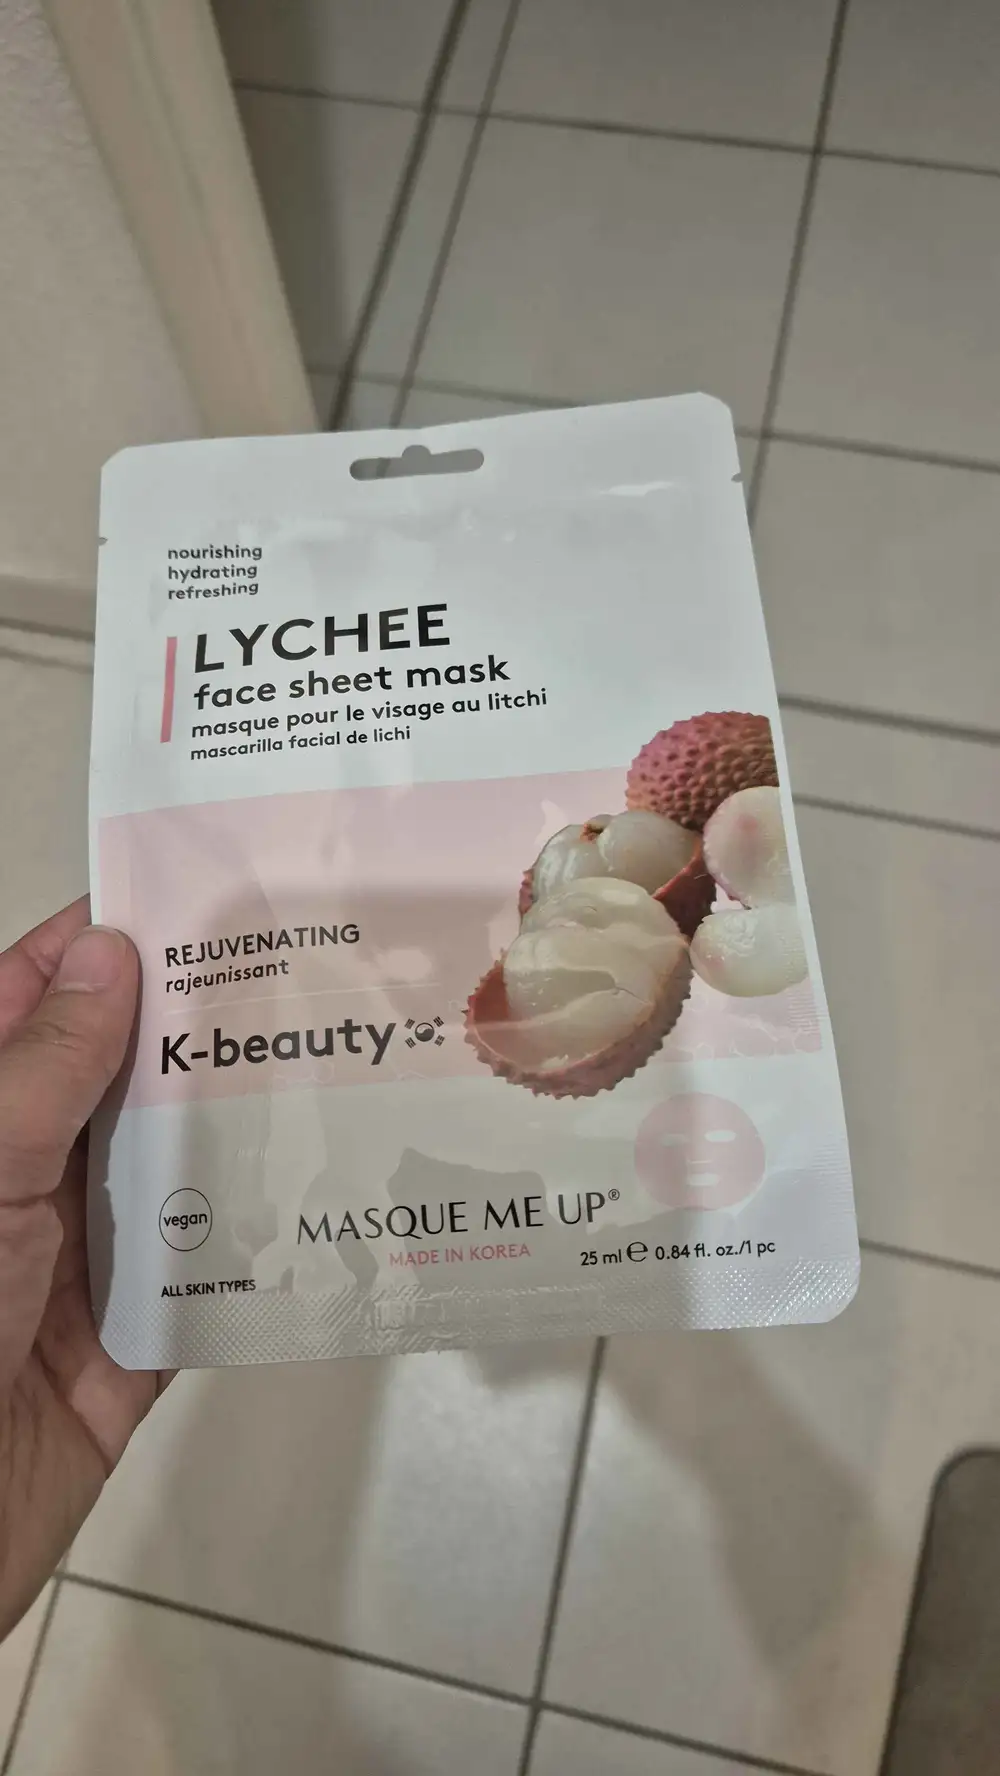 nourishing
hydrating
refreshing
LYCHEE
face sheet mask
masque pour le visage au litchi
mascarilla facial de lichi
REJUVENATING
rajeunissant
K-beauty
vegan
MASQUE ME UP®
MADE IN KOREA
25 ml ℮ 0.84 fl. oz./1 pc
ALL SKIN TYPES